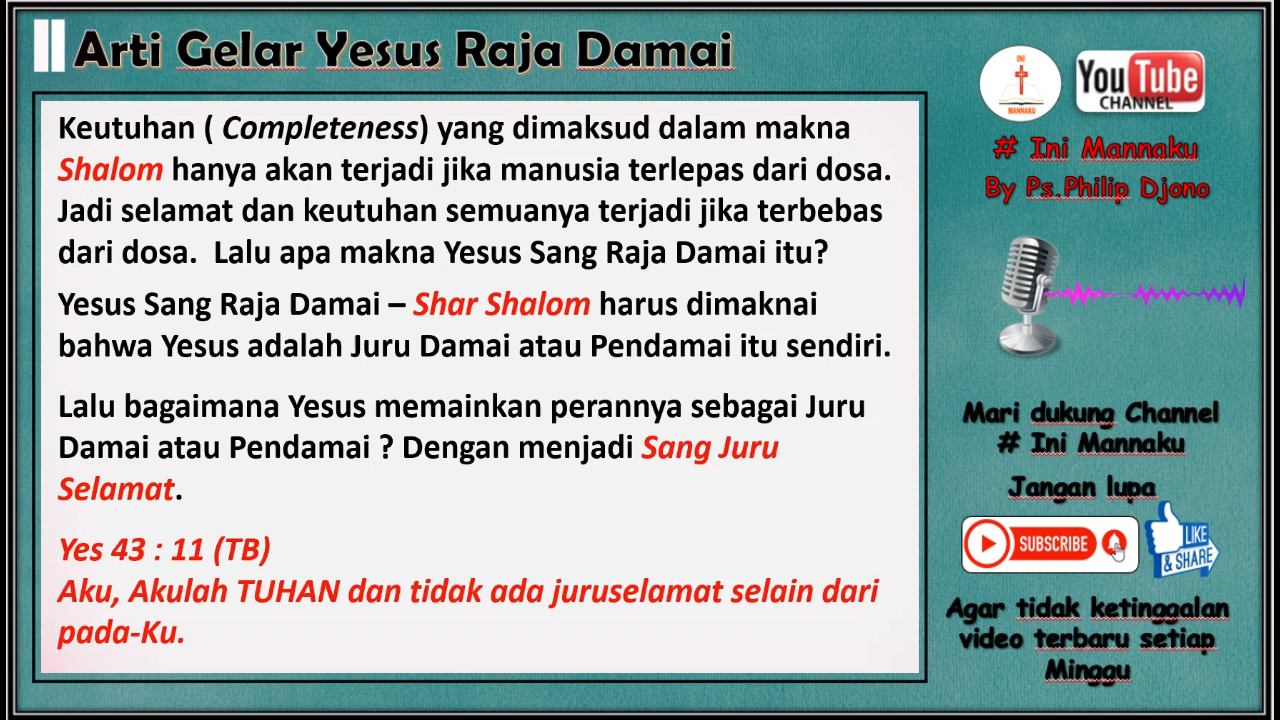 Arti Gelar Yesus Raja Damai
Keutuhan ( Completeness) yang dimaksud dalam makna
Shalom hanya akan terjadi jika manusia terlepas dari dosa.
Jadi selamat dan keutuhan semuanya terjadi jika terbebas
dari dosa.  Lalu apa makna Yesus Sang Raja Damai itu?
Yesus Sang Raja Damai – Shar Shalom harus dimaknai
bahwa Yesus adalah Juru Damai atau Pendamai itu sendiri.
Lalu bagaimana Yesus memainkan perannya sebagai Juru
Damai atau Pendamai ? Dengan menjadi Sang Juru
Selamat.
Yes 43 : 11 (TB)
Aku, Akulah TUHAN dan tidak ada juruselamat selain dari
pada-Ku.
INI
MANNAKU
YouTube
CHANNEL
# Ini Mannaku
By Ps.Philip Djono
Mari dukung Channel
# Ini Mannaku
Jangan lupa
SUBSCRIBE
LIKE
& SHARE
Agar tidak ketinggalan
video terbaru setiap
Minggu